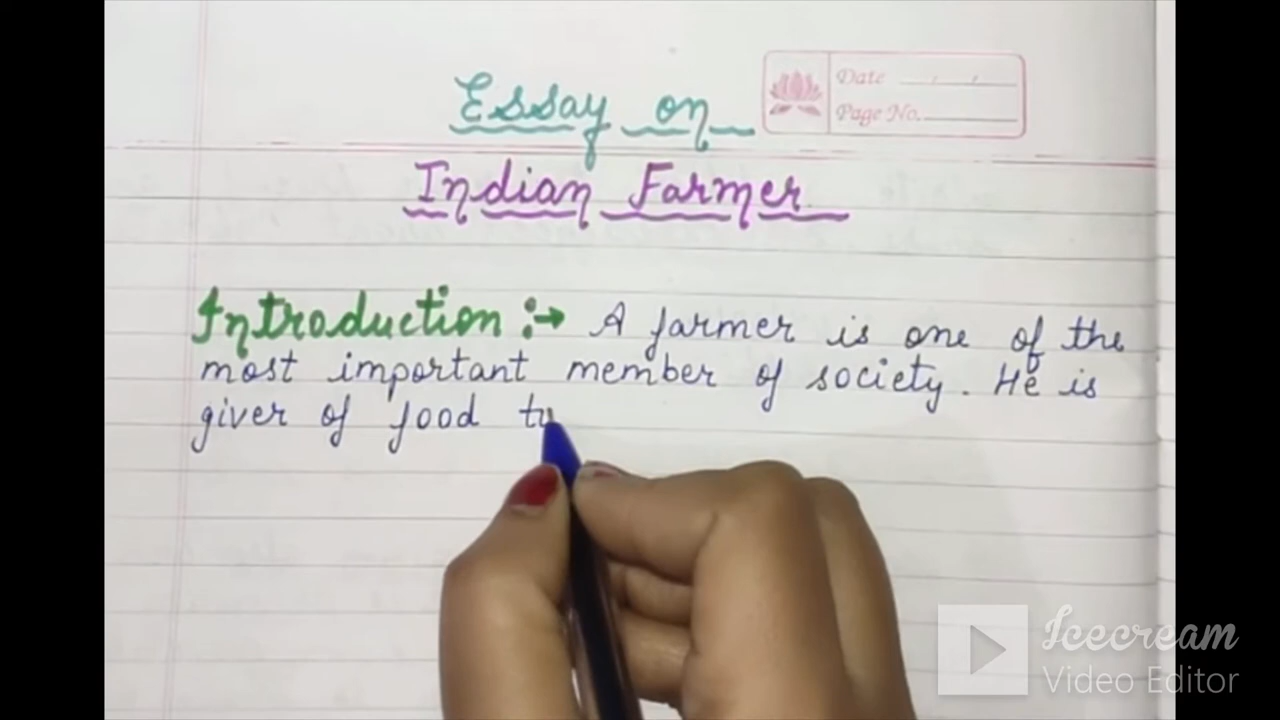 Essay on
Date
Page No.
Indian Farmer
Introduction :→ A farmer is one of the
most important member of society. He is
giver of food
Icecream
Video Editor